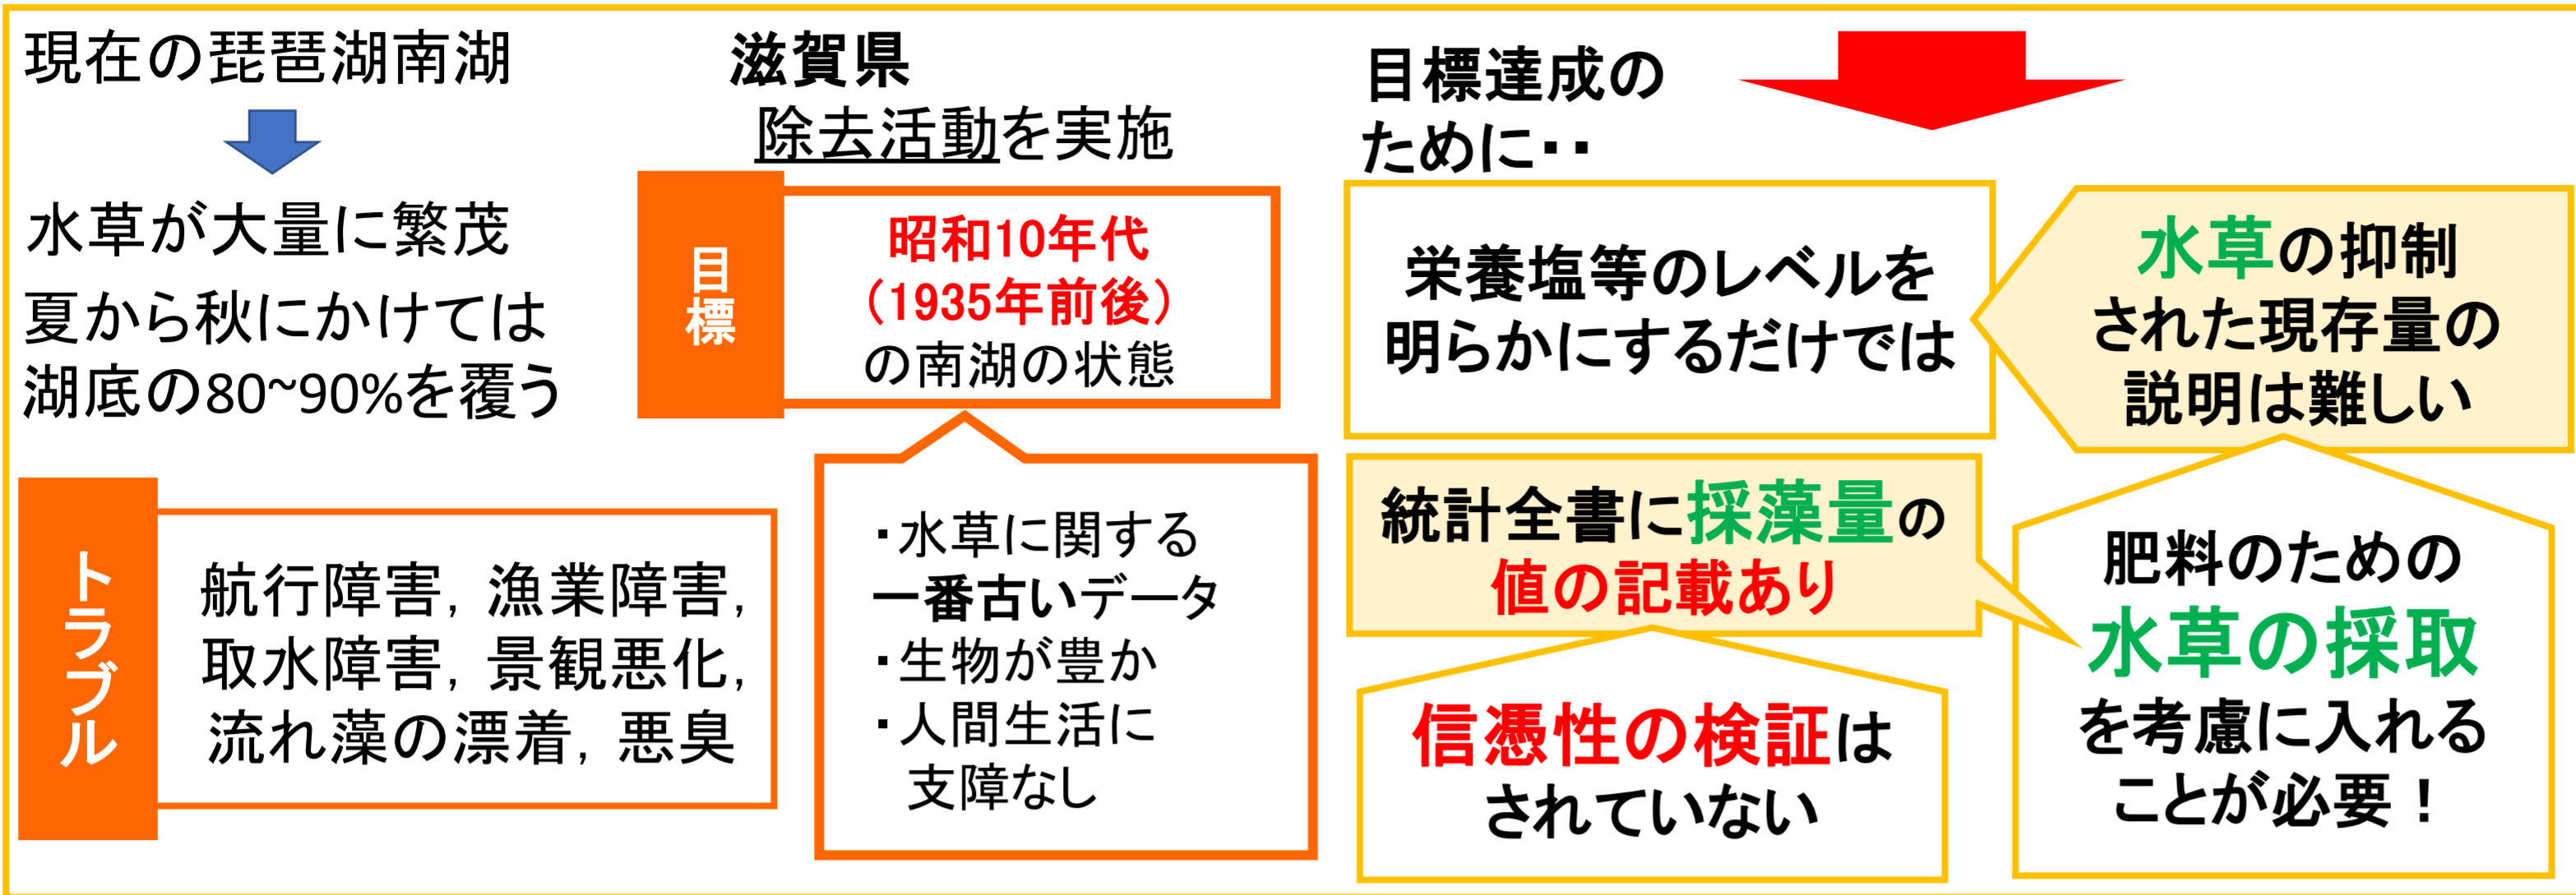 現在の琵琶湖南湖
水草が大量に繁茂
夏から秋にかけては
湖底の80~90%を覆う
トラブル
航行障害, 漁業障害,
取水障害, 景観悪化,
流れ藻の漂着, 悪臭
滋賀県
除去活動を実施
目標
昭和10年代
（1935年前後）
の南湖の状態
・水草に関する
一番古いデータ
・生物が豊か
・人間生活に
支障なし
目標達成の
ために・・
栄養塩等のレベルを
明らかにするだけでは
水草の抑制
された現存量の
説明は難しい
統計全書に採藻量の
値の記載あり
信憑性の検証は
されていない
肥料のための
水草の採取
を考慮に入れる
ことが必要！